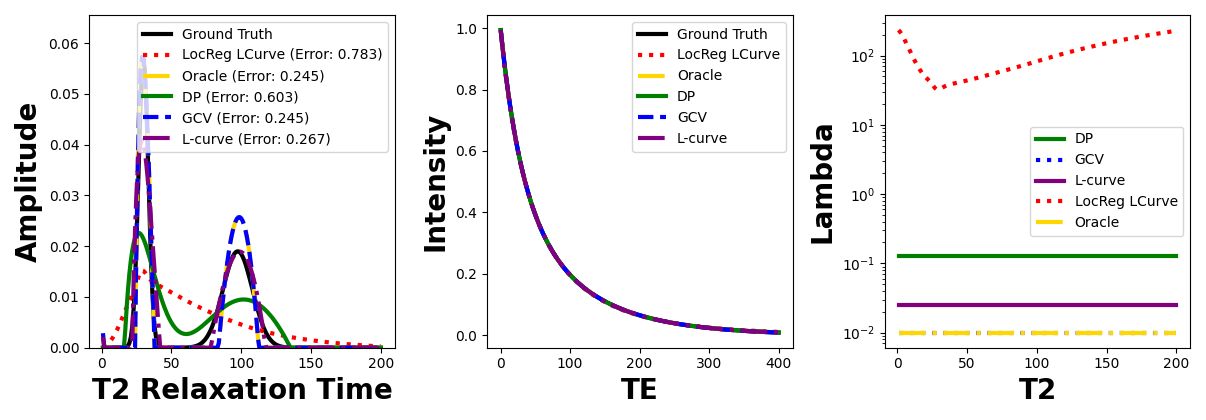 Amplitude
0.06
0.05
0.04
0.03
0.02
0.01
0.00
0
50
100
150
200
T2 Relaxation Time
Ground Truth
LocReg LCurve (Error: 0.783)
Oracle (Error: 0.245)
DP (Error: 0.603)
GCV (Error: 0.245)
L-curve (Error: 0.267)
Intensity
1.0
0.8
0.6
0.4
0.2
0.0
0
100
200
300
400
TE
Ground Truth
LocReg LCurve
Oracle
DP
GCV
L-curve
Lambda
10²
10¹
10⁰
10⁻¹
10⁻²
0
50
100
150
200
T2
DP
GCV
L-curve
LocReg LCurve
Oracle